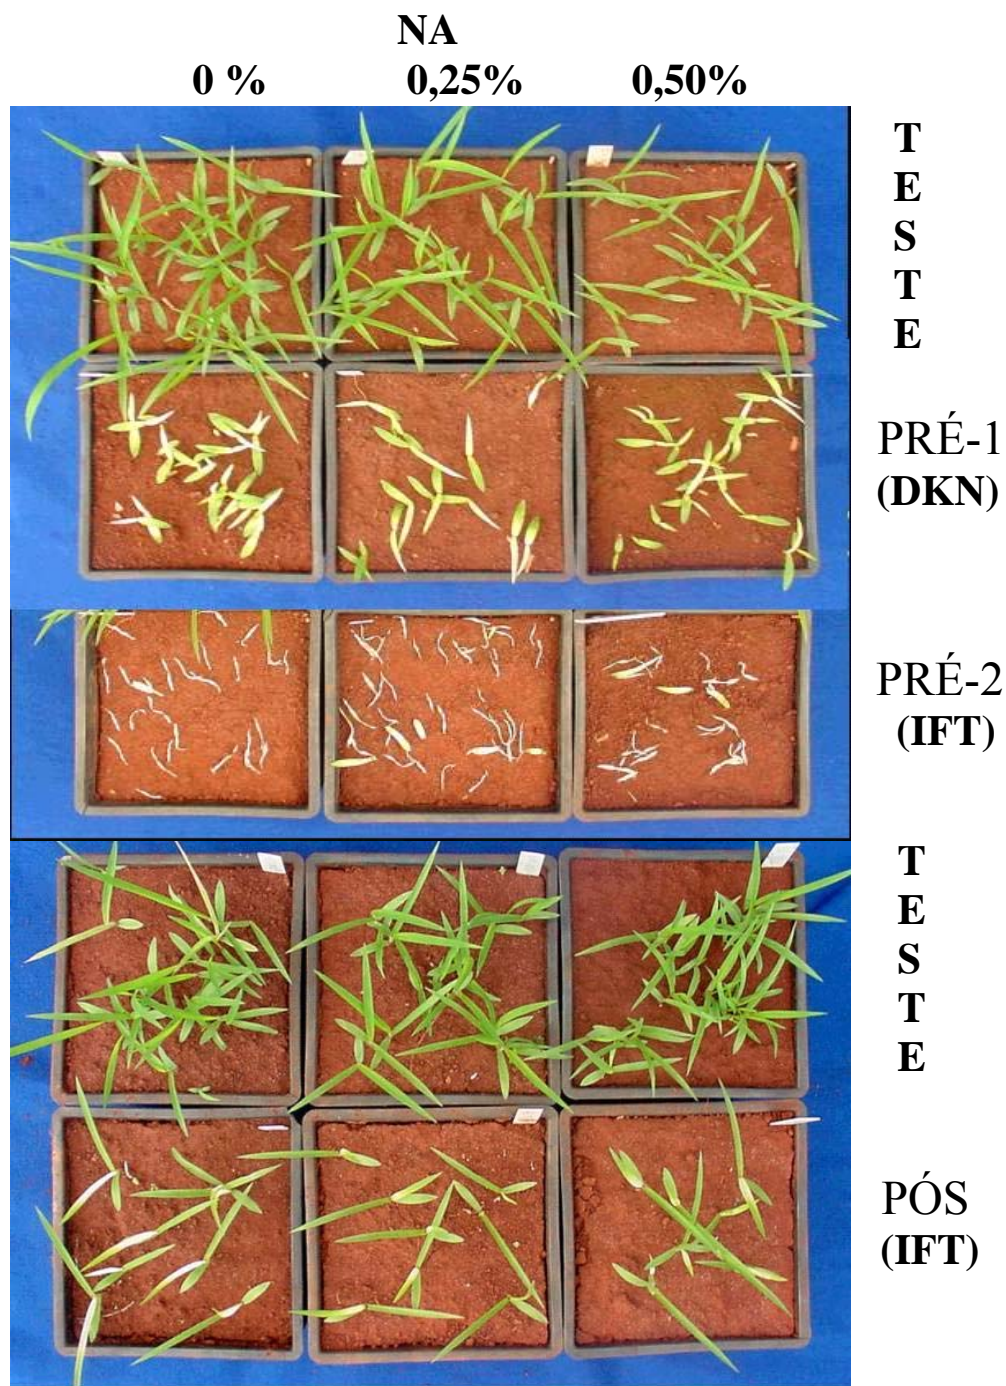 NA
0 % 0,25% 0,50%
T
E
S
T
E
PRÉ-1
(DKN)
PRÉ-2
(IFT)
T
E
S
T
E
PÓS
(IFT)